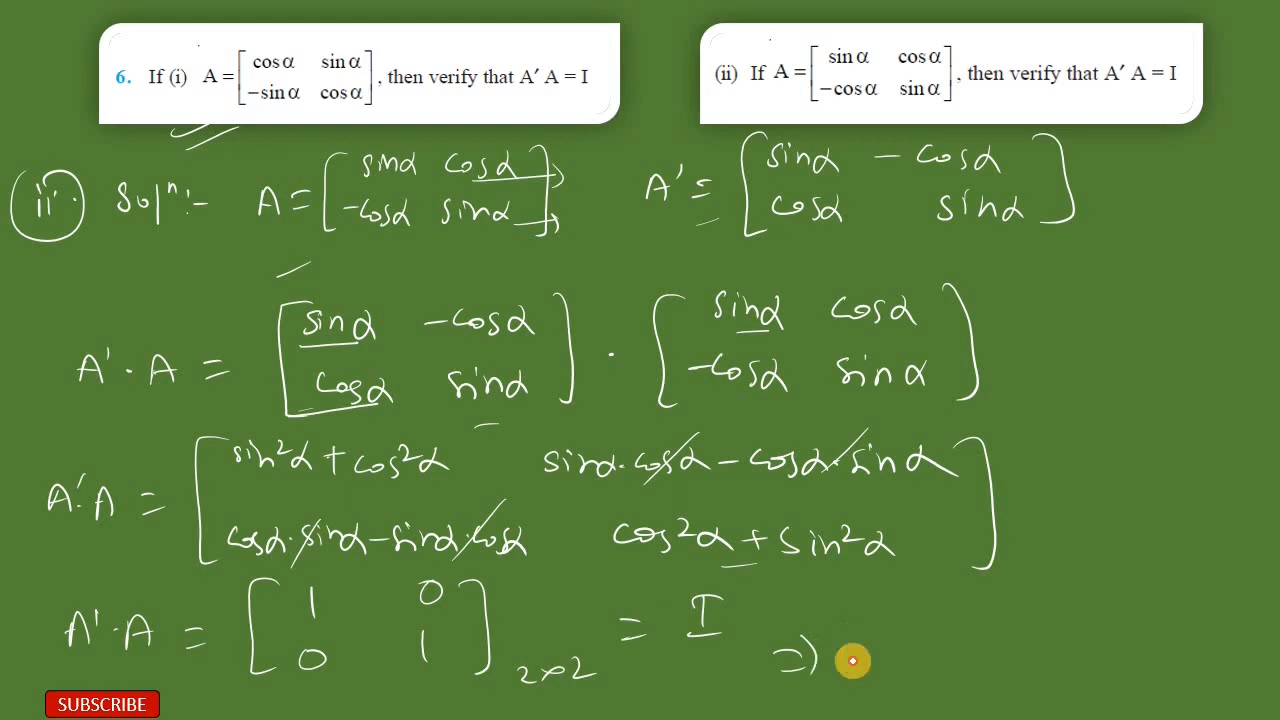 6. If (i) A = [cos α sin α
−sin α cos α], then verify that A′ A = I
(ii) If A = [sin α cos α
−cos α sin α], then verify that A′ A = I
ii. Solⁿ:- A = [sinα cosα
-cosα sinα]
A' = [sinα - cosα
cosα sinα]
A' · A = [sinα -cosα
cosα sinα] · [sinα cosα
-cosα sinα]
A'. A = [sin²α + cos²α sinα·cosα - cosα·sinα
cosα·sinα - sinα·cosα cos²α + sin²α]
A' · A = [1 0
0 1]2×2 = I ⇒
SUBSCRIBE